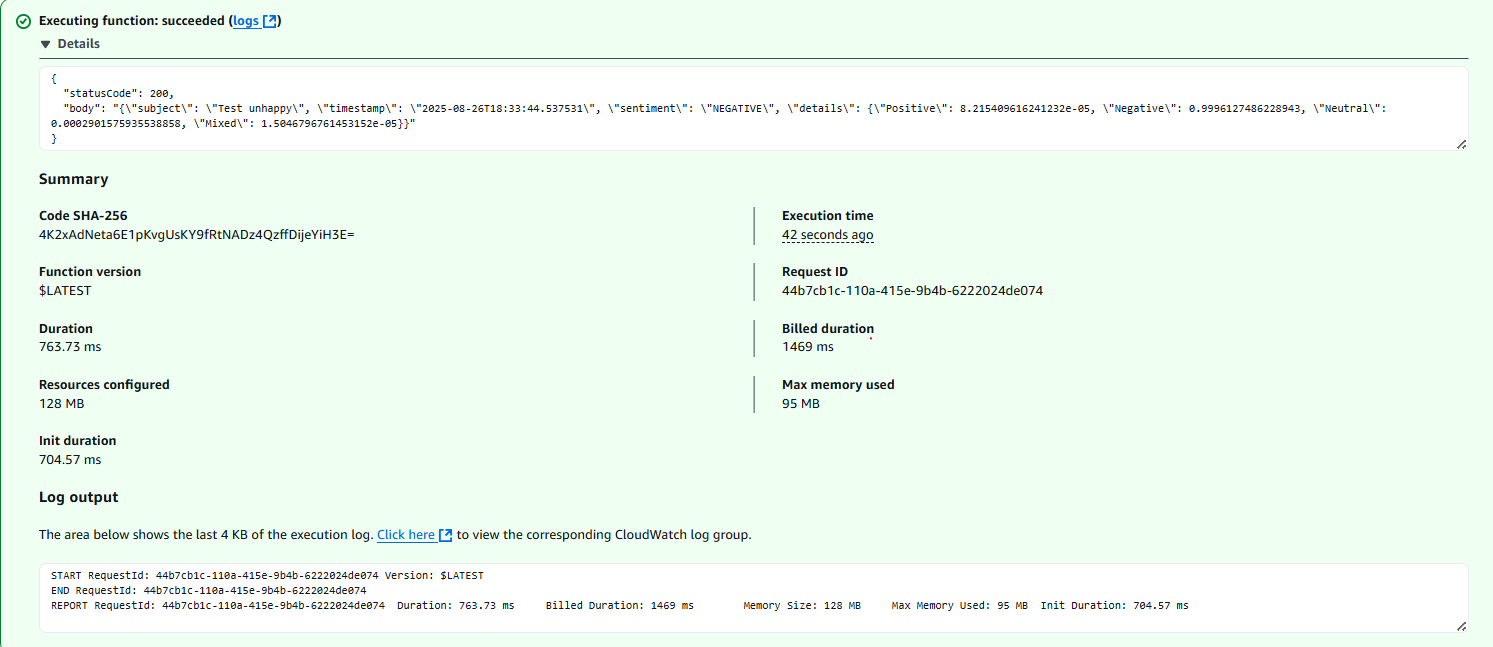 Executing function: succeeded (logs)
Details
{
  "statusCode": 200,
  "body": "{\"subject\": \"Test unhappy\", \"timestamp\": \"2025-08-26T18:33:44.537531\", \"sentiment\": \"NEGATIVE\", \"details\": {\"Positive\": 8.215409616241232e-05, \"Negative\": 0.9996127486228943, \"Neutral\":
0.0002901575935538858, \"Mixed\": 1.5046796761453152e-05}}"
}
Summary
Code SHA-256
4K2xAdNeta6E1pKvgUsKY9fRtNADz4QzffDijeYiH3E=
Execution time
42 seconds ago
Function version
$LATEST
Request ID
44b7cb1c-110a-415e-9b4b-6222024de074
Duration
763.73 ms
Billed duration
1469 ms
Resources configured
128 MB
Max memory used
95 MB
Init duration
704.57 ms
Log output
The area below shows the last 4 KB of the execution log. Click here to view the corresponding CloudWatch log group.
START RequestId: 44b7cb1c-110a-415e-9b4b-6222024de074 Version: $LATEST
END RequestId: 44b7cb1c-110a-415e-9b4b-6222024de074
REPORT RequestId: 44b7cb1c-110a-415e-9b4b-6222024de074 Duration: 763.73 ms Billed Duration: 1469 ms Memory Size: 128 MB Max Memory Used: 95 MB Init Duration: 704.57 ms